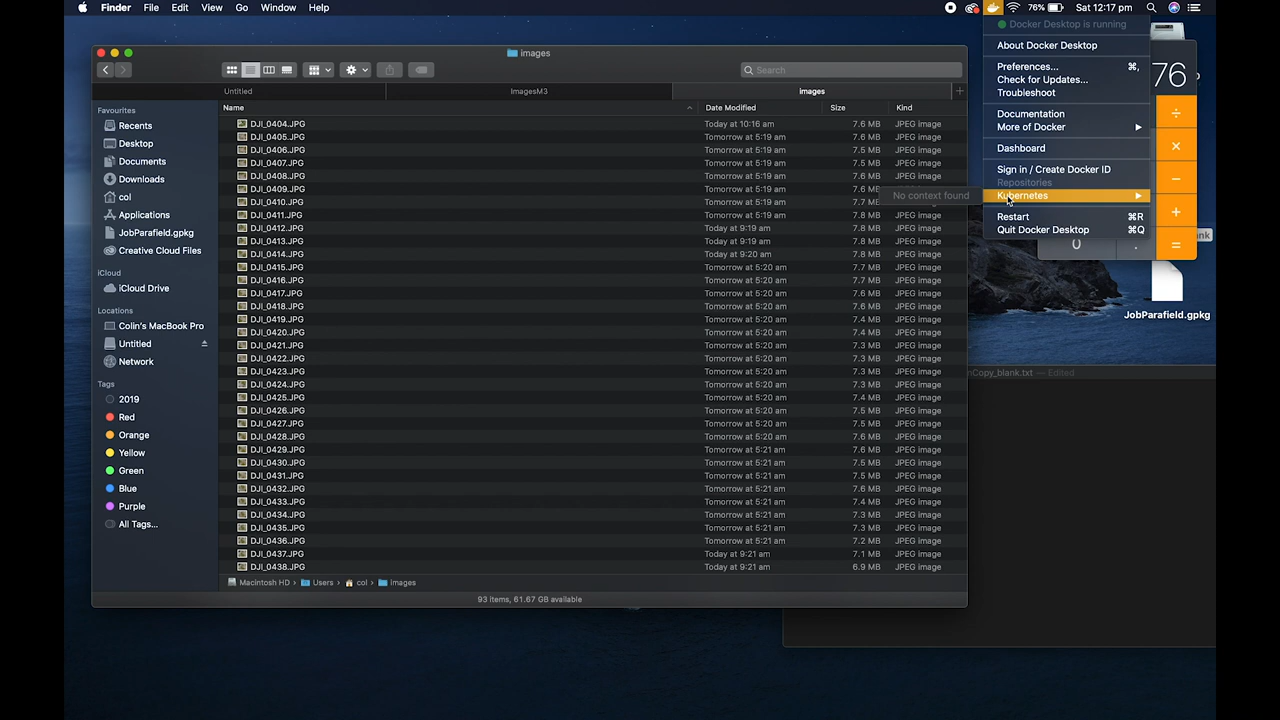 Finder File Edit View Go Window Help 76% Sat 12:17 pm
Docker Desktop is running
About Docker Desktop
Preferences... ⌘,
Check for Updates...
Troubleshoot
Documentation
More of Docker
Dashboard
Sign in / Create Docker ID
Repositories
Kubernetes
No context found
Restart ⌘R
Quit Docker Desktop ⌘Q
76
÷
×
−
+
0 . =
JobParafield.gpkg
nCopy_blank.txt — Edited
images
Search
Untitled ImagesM3 images +
Favourites
Recents
Desktop
Documents
Downloads
col
Applications
JobParafield.gpkg
Creative Cloud Files
iCloud
iCloud Drive
Locations
Colin's MacBook Pro
Untitled
Network
Tags
2019
Red
Orange
Yellow
Green
Blue
Purple
All Tags...
Name Date Modified Size Kind
DJI_0404.JPG Today at 10:16 am 7.6 MB JPEG image
DJI_0405.JPG Tomorrow at 5:19 am 7.6 MB JPEG image
DJI_0406.JPG Tomorrow at 5:19 am 7.5 MB JPEG image
DJI_0407.JPG Tomorrow at 5:19 am 7.6 MB JPEG image
DJI_0408.JPG Tomorrow at 5:19 am 7.6 MB JPEG image
DJI_0409.JPG Tomorrow at 5:19 am 7.6 MB JPEG image
DJI_0410.JPG Tomorrow at 5:19 am 7.7 M
DJI_0411.JPG Tomorrow at 5:19 am 7.8 MB JPEG image
DJI_0412.JPG Today at 9:19 am 7.8 MB JPEG image
DJI_0413.JPG Today at 9:19 am 7.8 MB JPEG image
DJI_0414.JPG Today at 9:20 am 7.8 MB JPEG image
DJI_0415.JPG Tomorrow at 5:20 am 7.7 MB JPEG image
DJI_0416.JPG Tomorrow at 5:20 am 7.7 MB JPEG image
DJI_0417.JPG Tomorrow at 5:20 am 7.6 MB JPEG image
DJI_0418.JPG Tomorrow at 5:20 am 7.6 MB JPEG image
DJI_0419.JPG Tomorrow at 5:20 am 7.4 MB JPEG image
DJI_0420.JPG Tomorrow at 5:20 am 7.4 MB JPEG image
DJI_0421.JPG Tomorrow at 5:20 am 7.3 MB JPEG image
DJI_0422.JPG Tomorrow at 5:20 am 7.3 MB JPEG image
DJI_0423.JPG Tomorrow at 5:20 am 7.3 MB JPEG image
DJI_0424.JPG Tomorrow at 5:20 am 7.3 MB JPEG image
DJI_0425.JPG Tomorrow at 5:20 am 7.4 MB JPEG image
DJI_0426.JPG Tomorrow at 5:20 am 7.5 MB JPEG image
DJI_0427.JPG Tomorrow at 5:20 am 7.5 MB JPEG image
DJI_0428.JPG Tomorrow at 5:20 am 7.6 MB JPEG image
DJI_0429.JPG Tomorrow at 5:21 am 7.5 MB JPEG image
DJI_0430.JPG Tomorrow at 5:21 am 7.5 MB JPEG image
DJI_0431.JPG Tomorrow at 5:21 am 7.5 MB JPEG image
DJI_0432.JPG Tomorrow at 5:21 am 7.6 MB JPEG image
DJI_0433.JPG Tomorrow at 5:21 am 7.4 MB JPEG image
DJI_0434.JPG Tomorrow at 5:21 am 7.3 MB JPEG image
DJI_0435.JPG Tomorrow at 5:21 am 7.3 MB JPEG image
DJI_0436.JPG Tomorrow at 5:21 am 7.2 MB JPEG image
DJI_0437.JPG Today at 9:21 am 7.1 MB JPEG image
DJI_0438.JPG Today at 9:21 am 6.9 MB JPEG image
Macintosh HD › Users › col › images
93 items, 61.67 GB available